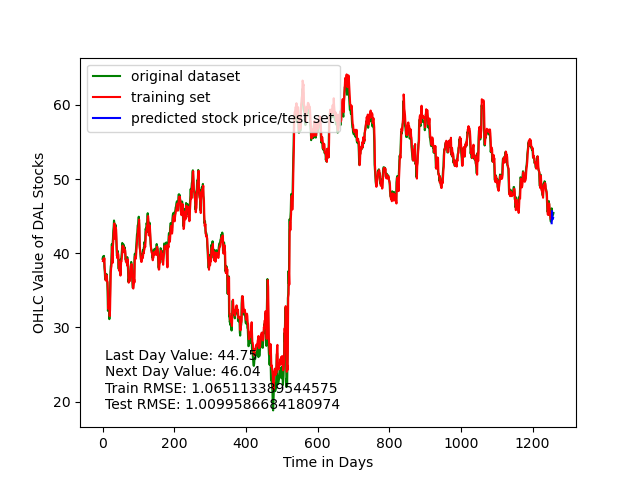 original dataset
training set
predicted stock price/test set
OHLC Value of DAL Stocks
60
50
40
30
20
Last Day Value: 44.75
Next Day Value: 46.04
Train RMSE: 1.065113389544575
Test RMSE: 1.0099586684180974
0 200 400 600 800 1000 1200
Time in Days